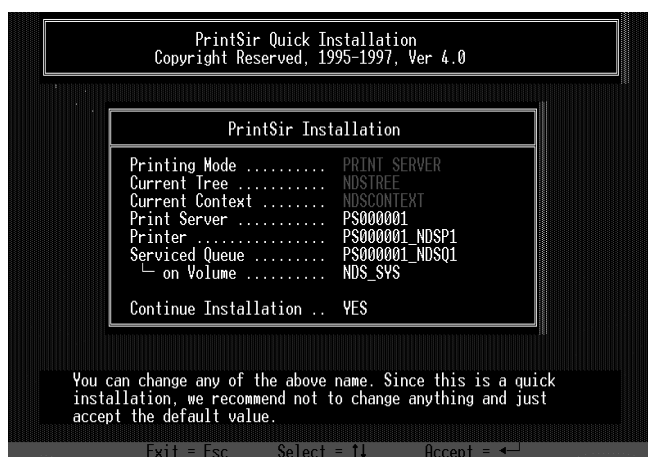 PrintSir Quick Installation
Copyright Reserved, 1995-1997, Ver 4.0
PrintSir Installation
Printing Mode .......... PRINT SERVER
Current Tree ........... NDSTREE
Current Context ........ NDSCONTEXT
Print Server ........... PS000001
Printer ................ PS000001_NDSP1
Serviced Queue ......... PS000001_NDSQ1
└─ on Volume .......... NDS_SYS
Continue Installation .. YES
You can change any of the above name. Since this is a quick
installation, we recommend not to change anything and just
accept the default value.
Exit = Esc Select = ↑↓ Accept = ←┘